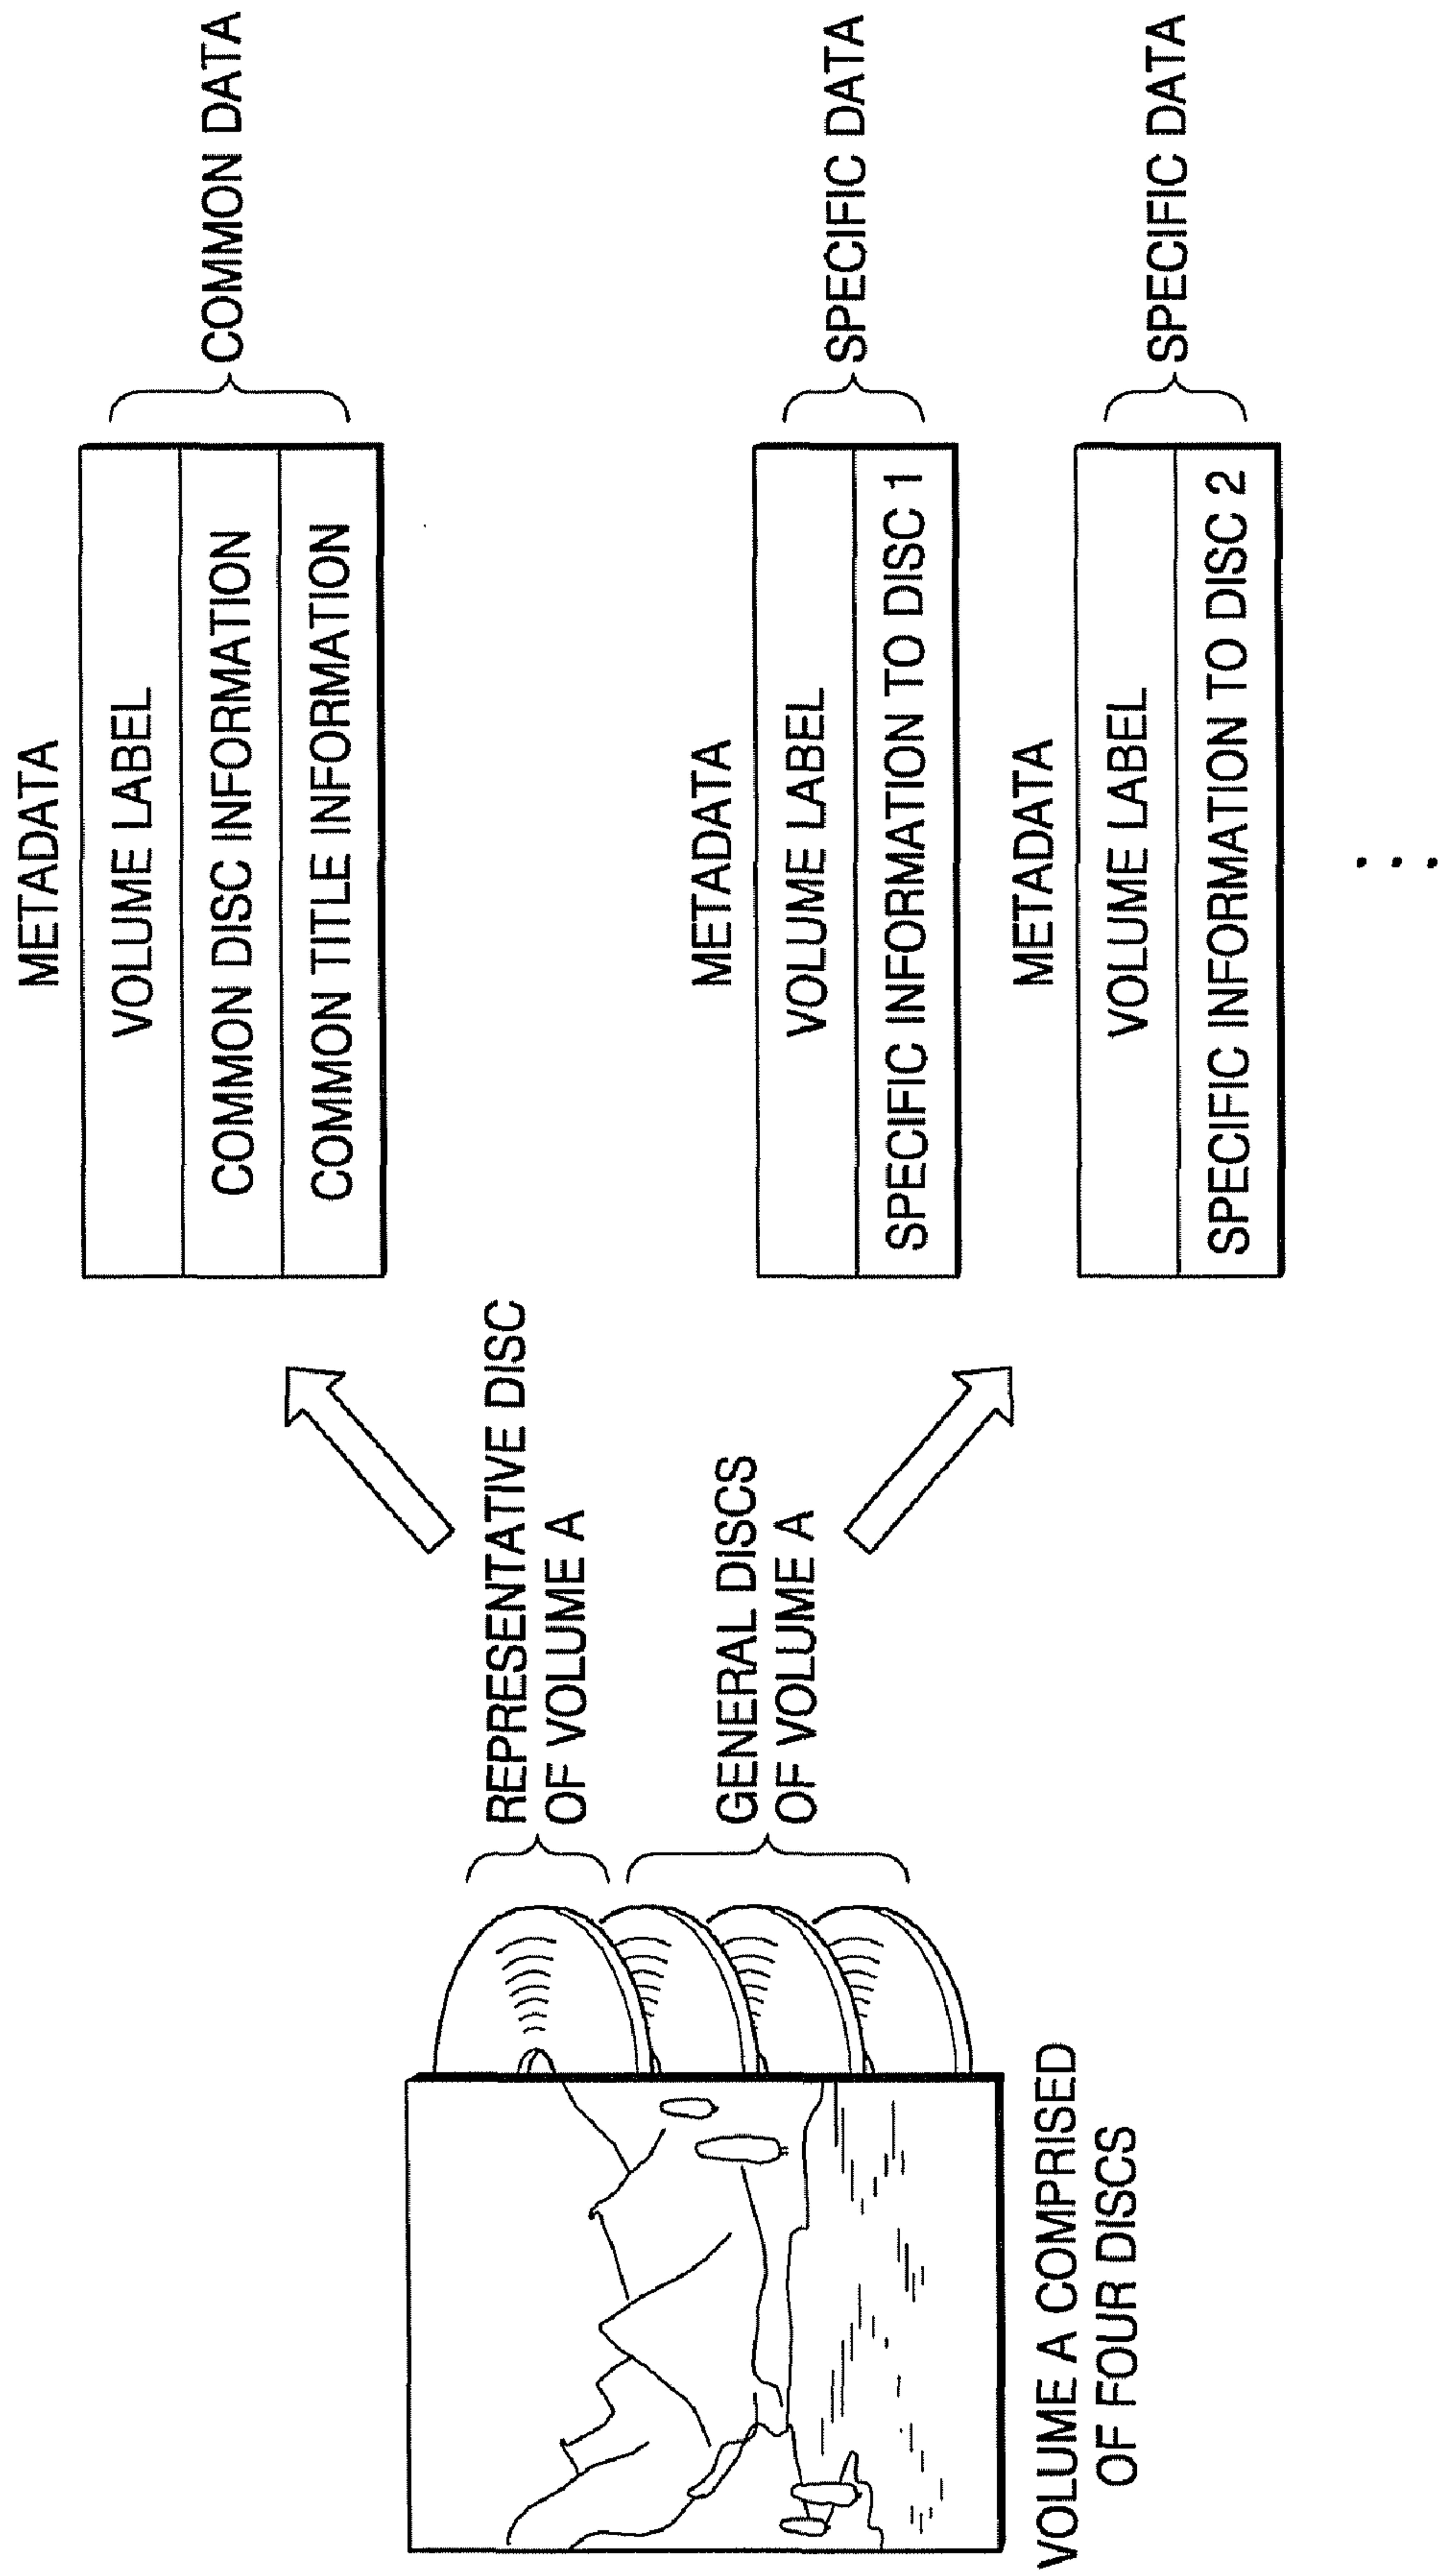 METADATA
VOLUME LABEL
COMMON DISC INFORMATION
COMMON TITLE INFORMATION
COMMON DATA
REPRESENTATIVE DISC
OF VOLUME A
GENERAL DISCS
OF VOLUME A
METADATA
VOLUME LABEL
SPECIFIC INFORMATION TO DISC 1
SPECIFIC DATA
METADATA
VOLUME LABEL
SPECIFIC INFORMATION TO DISC 2
SPECIFIC DATA
...
VOLUME A COMPRISED
OF FOUR DISCS